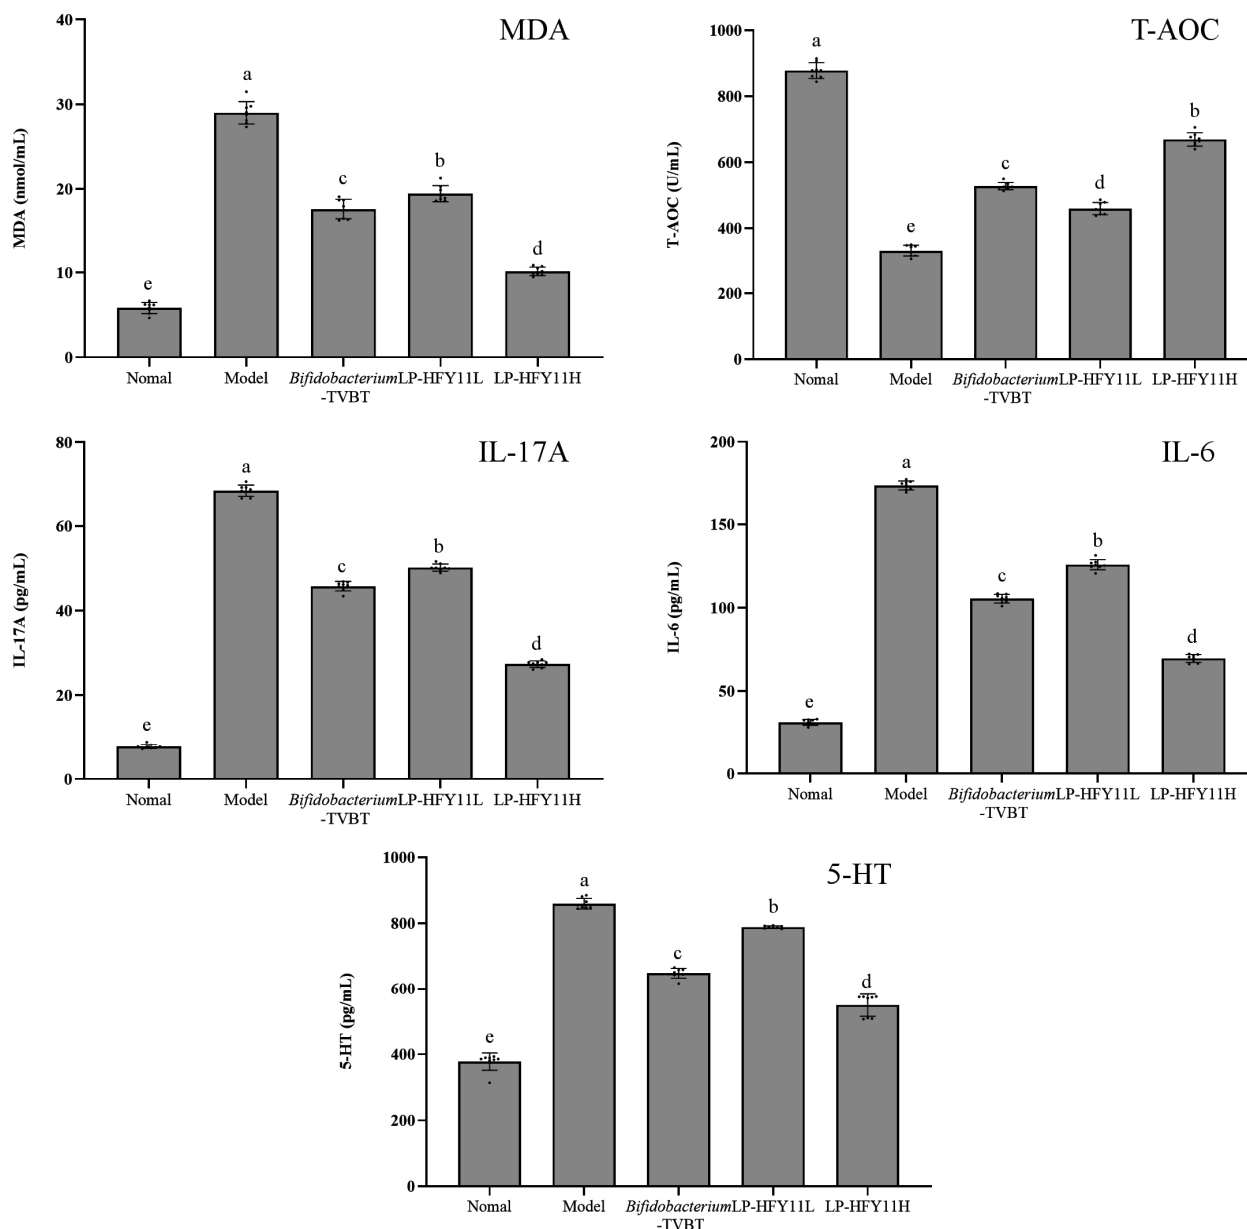 MDA
MDA (nmol/mL)
40
30
20
10
0
a
b
c
d
e
Nomal Model Bifidobacterium LP-HFY11L LP-HFY11H
-TVBT
T-AOC
T-AOC (U/mL)
1000
800
600
400
200
0
a
b
c
d
e
Nomal Model Bifidobacterium LP-HFY11L LP-HFY11H
-TVBT
IL-17A
IL-17A (pg/mL)
80
60
40
20
0
a
b
c
d
e
Nomal Model Bifidobacterium LP-HFY11L LP-HFY11H
-TVBT
IL-6
IL-6 (pg/mL)
200
150
100
50
0
a
b
c
d
e
Nomal Model Bifidobacterium LP-HFY11L LP-HFY11H
-TVBT
5-HT
5-HT (pg/mL)
1000
800
600
400
200
0
a
b
c
d
e
Nomal Model Bifidobacterium LP-HFY11L LP-HFY11H
-TVBT